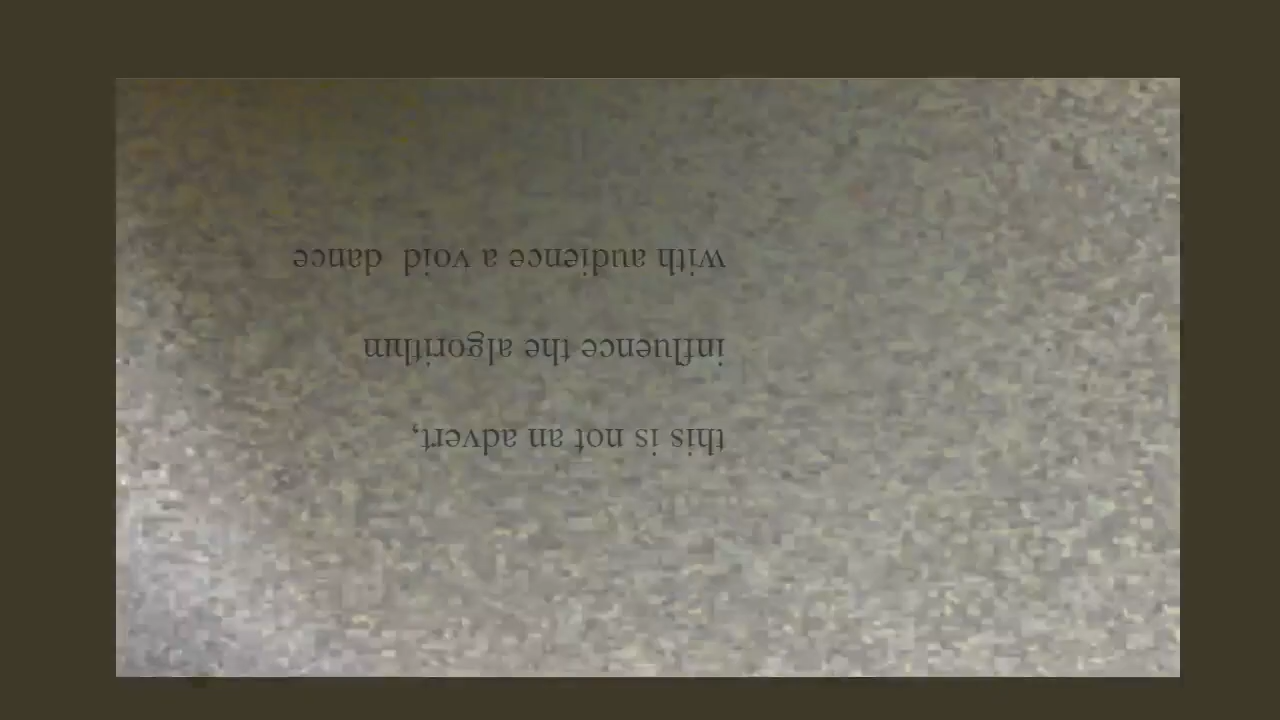 this is not an advert,
influence the algorithm
with audience a void  dance